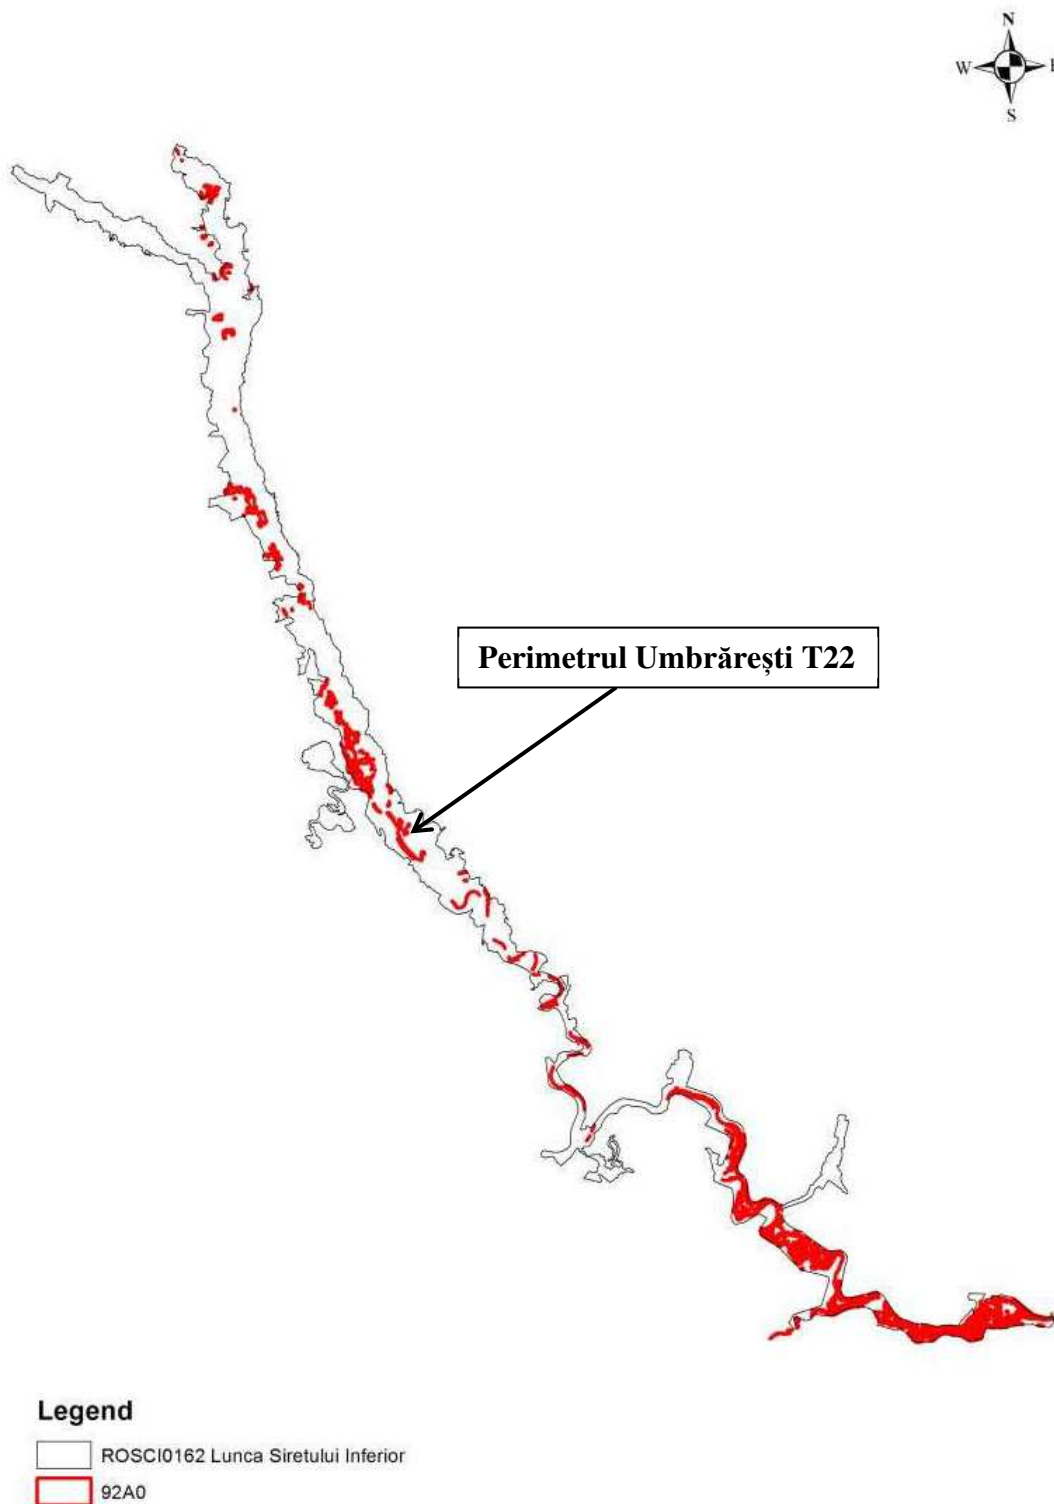 N
W E
S
Perimetrul Umbrărești T22
Legend
ROSCI0162 Lunca Siretului Inferior
92A0